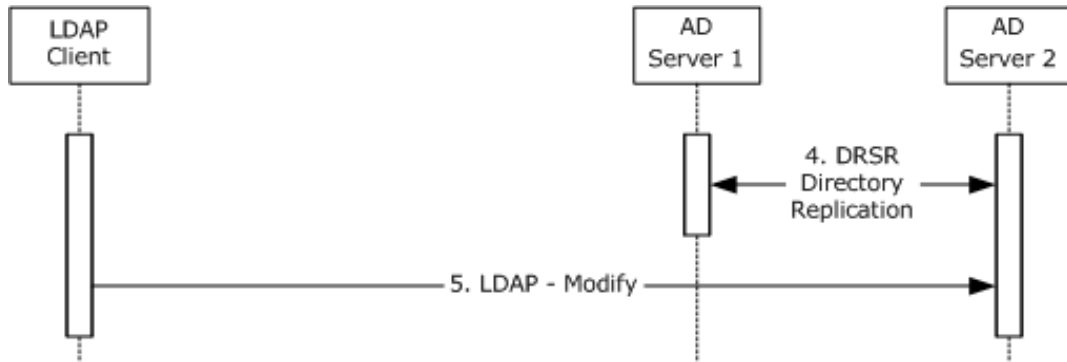 LDAP
Client
AD
Server 1
AD
Server 2
4. DRSR
Directory
Replication
5. LDAP - Modify